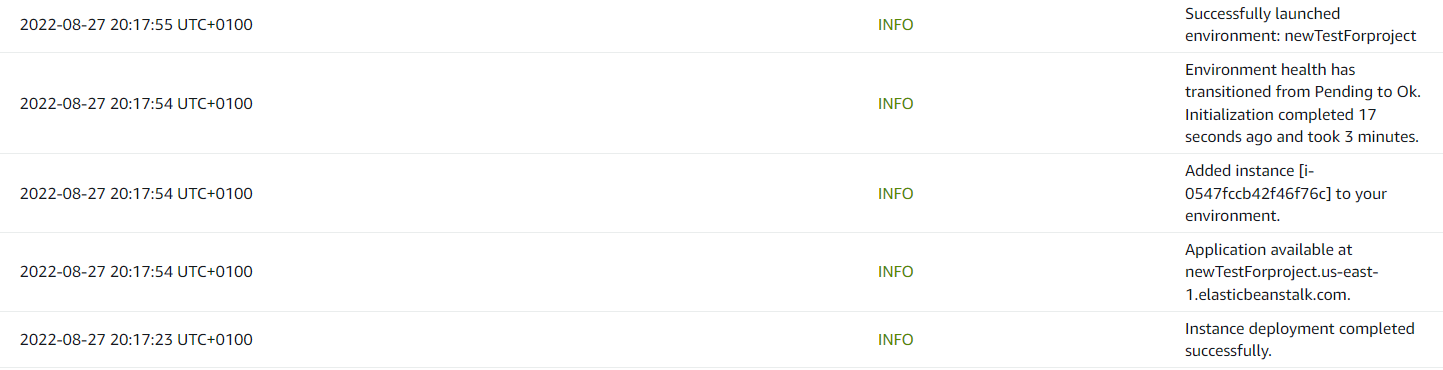 2022-08-27 20:17:55 UTC+0100
INFO
Successfully launched
environment: newTestForproject
2022-08-27 20:17:54 UTC+0100
INFO
Environment health has
transitioned from Pending to Ok.
Initialization completed 17
seconds ago and took 3 minutes.
2022-08-27 20:17:54 UTC+0100
INFO
Added instance [i-
0547fccb42f46f76c] to your
environment.
2022-08-27 20:17:54 UTC+0100
INFO
Application available at
newTestForproject.us-east-
1.elasticbeanstalk.com.
2022-08-27 20:17:23 UTC+0100
INFO
Instance deployment completed
successfully.